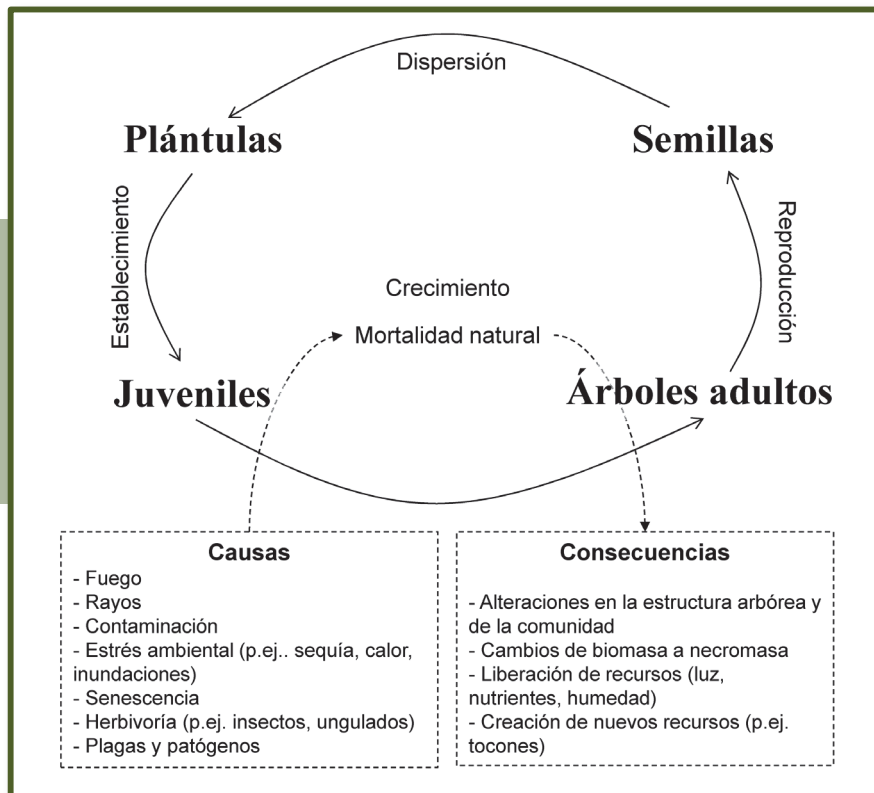 Dispersión
Plántulas
Semillas
Establecimiento
Reproducción
Crecimiento
Mortalidad natural
Juveniles
Árboles adultos
Causas
- Fuego
- Rayos
- Contaminación
- Estrés ambiental (p.ej.. sequía, calor,
inundaciones)
- Senescencia
- Herbivoría (p.ej. insectos, ungulados)
- Plagas y patógenos
Consecuencias
- Alteraciones en la estructura arbórea y
de la comunidad
- Cambios de biomasa a necromasa
- Liberación de recursos (luz,
nutrientes, humedad)
- Creación de nuevos recursos (p.ej.
tocones)